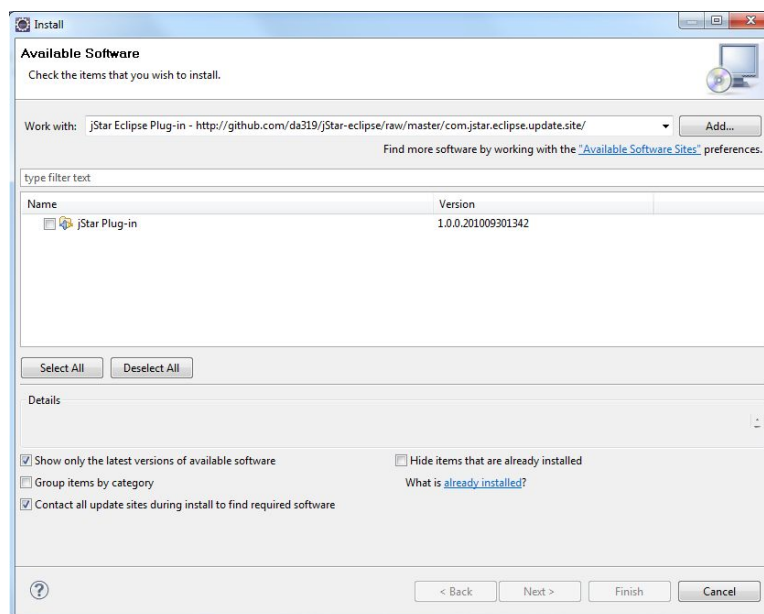 Install
Available Software
Check the items that you wish to install.
Work with: jStar Eclipse Plug-in - http://github.com/da319/jStar-eclipse/raw/master/com.jstar.eclipse.update.site/ Add...
Find more software by working with the "Available Software Sites" preferences.
type filter text
Name Version
jStar Plug-in 1.0.0.201009301342
Select All Deselect All
Details
Show only the latest versions of available software Hide items that are already installed
Group items by category What is already installed?
Contact all update sites during install to find required software
? < Back Next > Finish Cancel